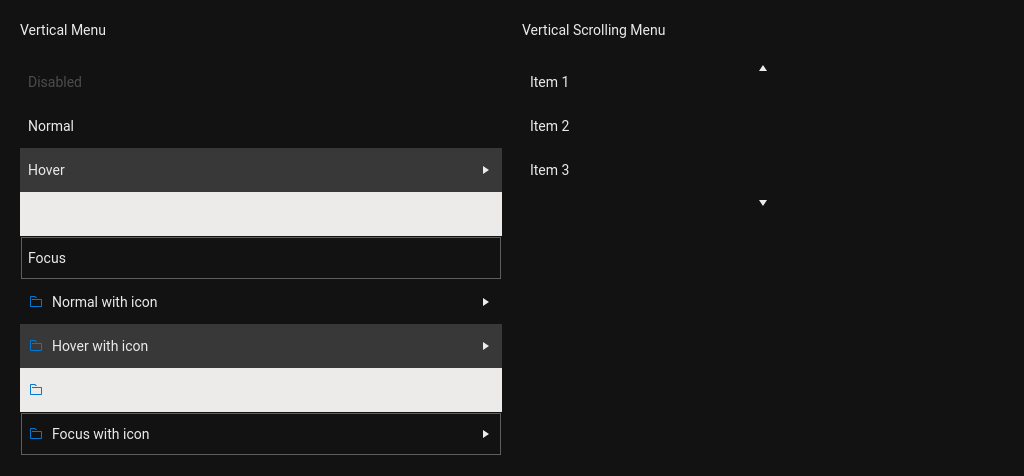 Vertical Menu
Disabled
Normal
Hover
Focus
Normal with icon
Hover with icon
Focus with icon
Vertical Scrolling Menu
Item 1
Item 2
Item 3